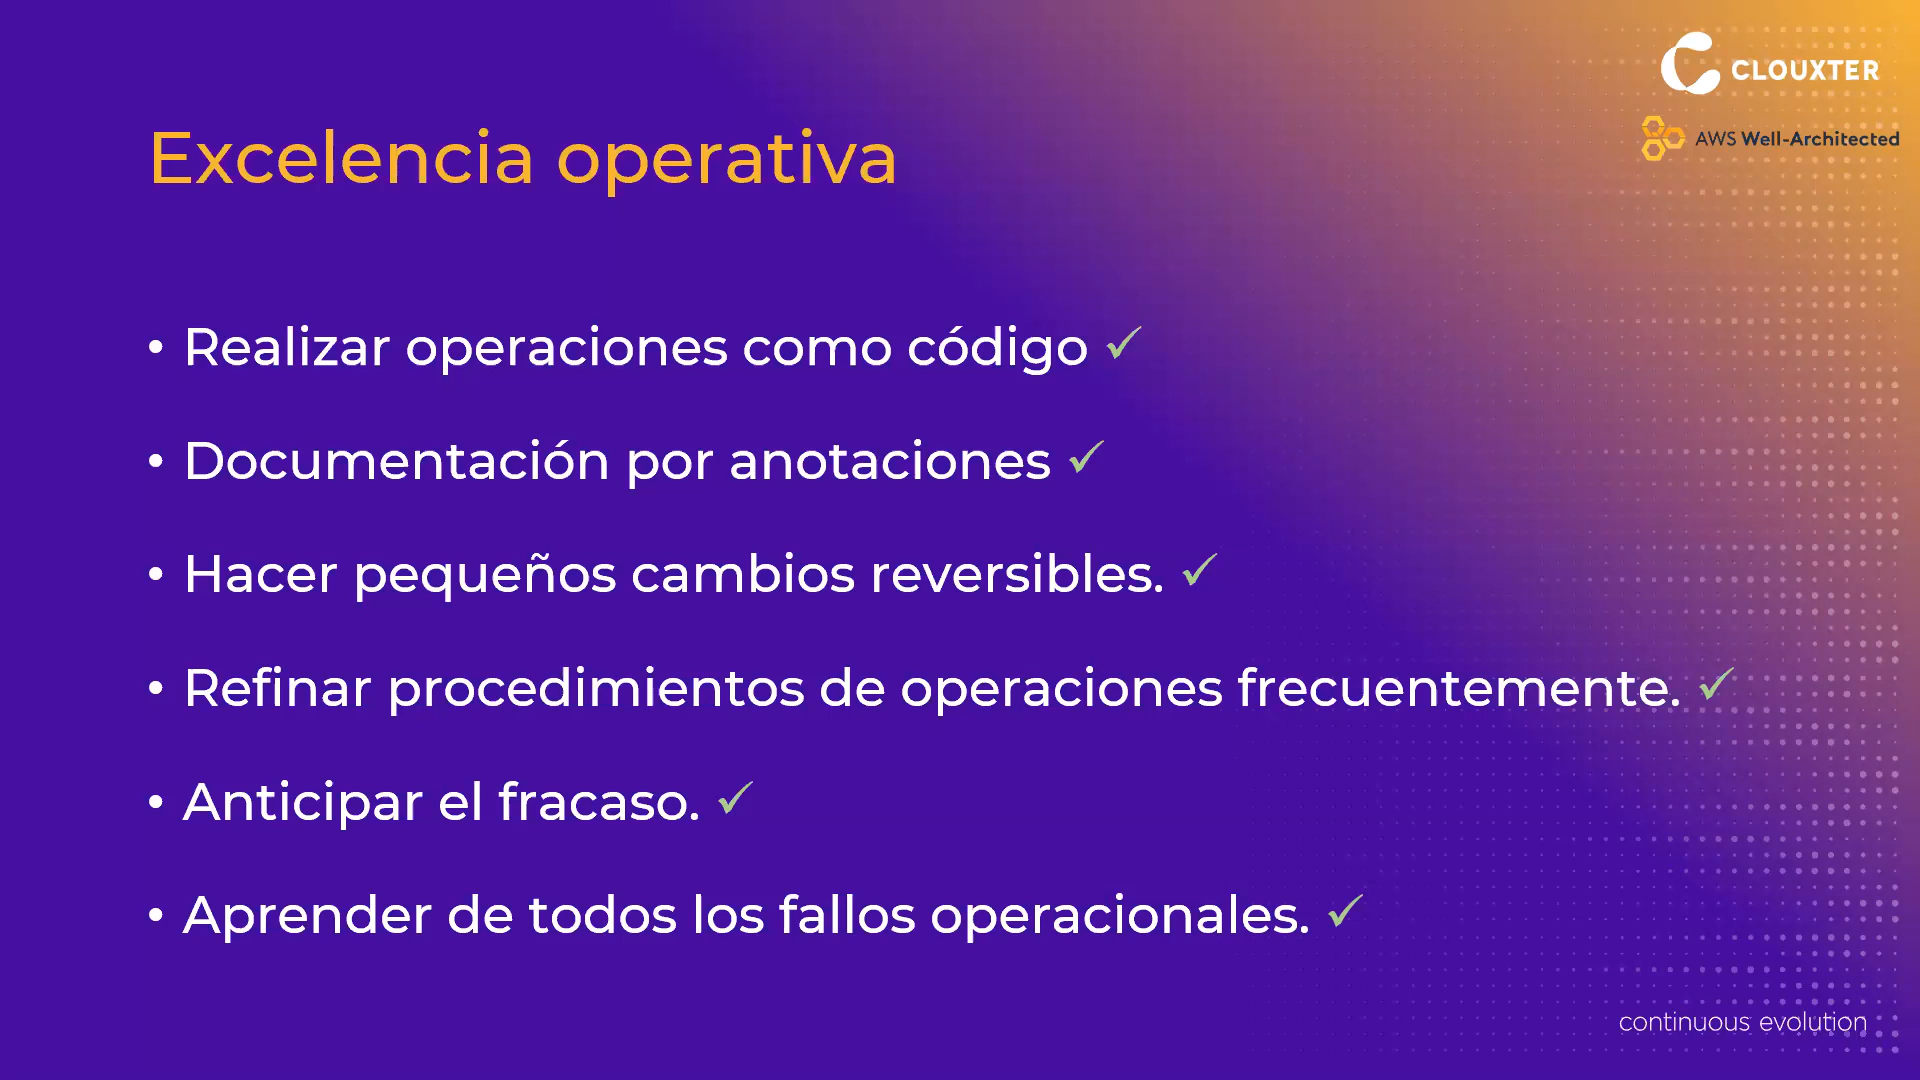 CLOUXTER
AWS Well-Architected
Excelencia operativa
• Realizar operaciones como código ✓
• Documentación por anotaciones ✓
• Hacer pequeños cambios reversibles. ✓
• Refinar procedimientos de operaciones frecuentemente. ✓
• Anticipar el fracaso. ✓
• Aprender de todos los fallos operacionales. ✓
continuous evolution